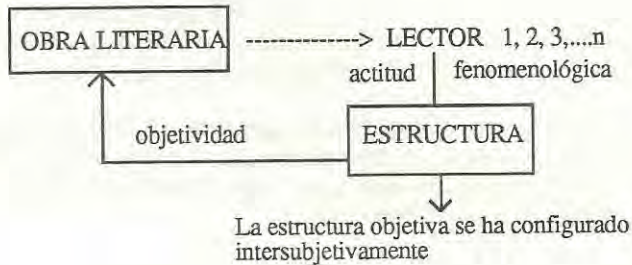 OBRA LITERARIA -----------> LECTOR 1, 2, 3,....n
actitud fenomenológica
objetividad ESTRUCTURA
La estructura objetiva se ha configurado
intersubjetivamente